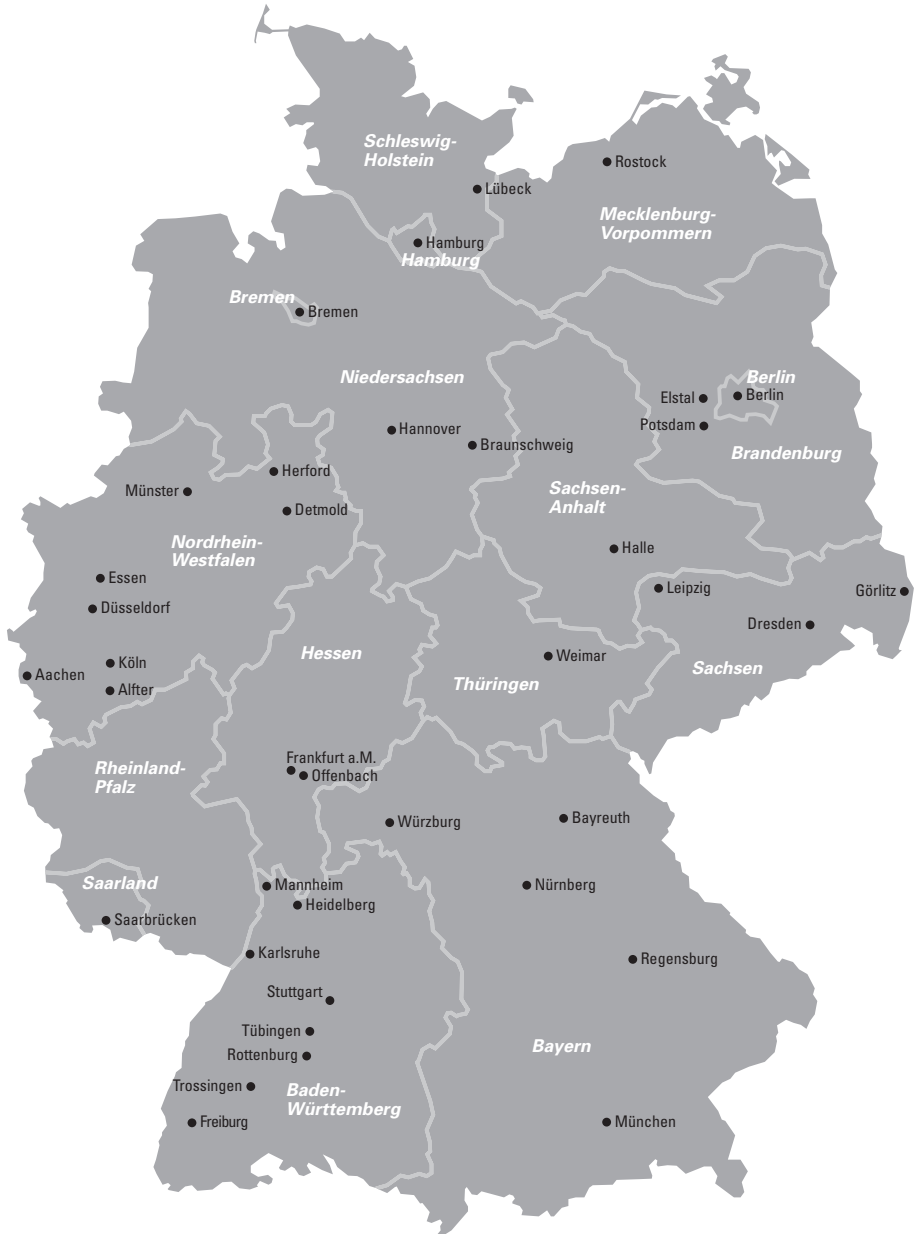 Schleswig-
Holstein
Rostock
Lübeck
Mecklenburg-
Vorpommern
Hamburg
Hamburg
Bremen
Bremen
Niedersachsen
Berlin
Elstal
Berlin
Potsdam
Hannover
Braunschweig
Brandenburg
Herford
Münster
Sachsen-
Anhalt
Detmold
Nordrhein-
Westfalen
Halle
Essen
Leipzig
Görlitz
Düsseldorf
Dresden
Hessen
Weimar
Köln
Sachsen
Aachen
Thüringen
Alfter
Frankfurt a.M.
Offenbach
Rheinland-
Pfalz
Würzburg
Bayreuth
Saarland
Mannheim
Nürnberg
Heidelberg
Saarbrücken
Karlsruhe
Regensburg
Stuttgart
Tübingen
Bayern
Rottenburg
Trossingen
Baden-
Württemberg
Freiburg
München